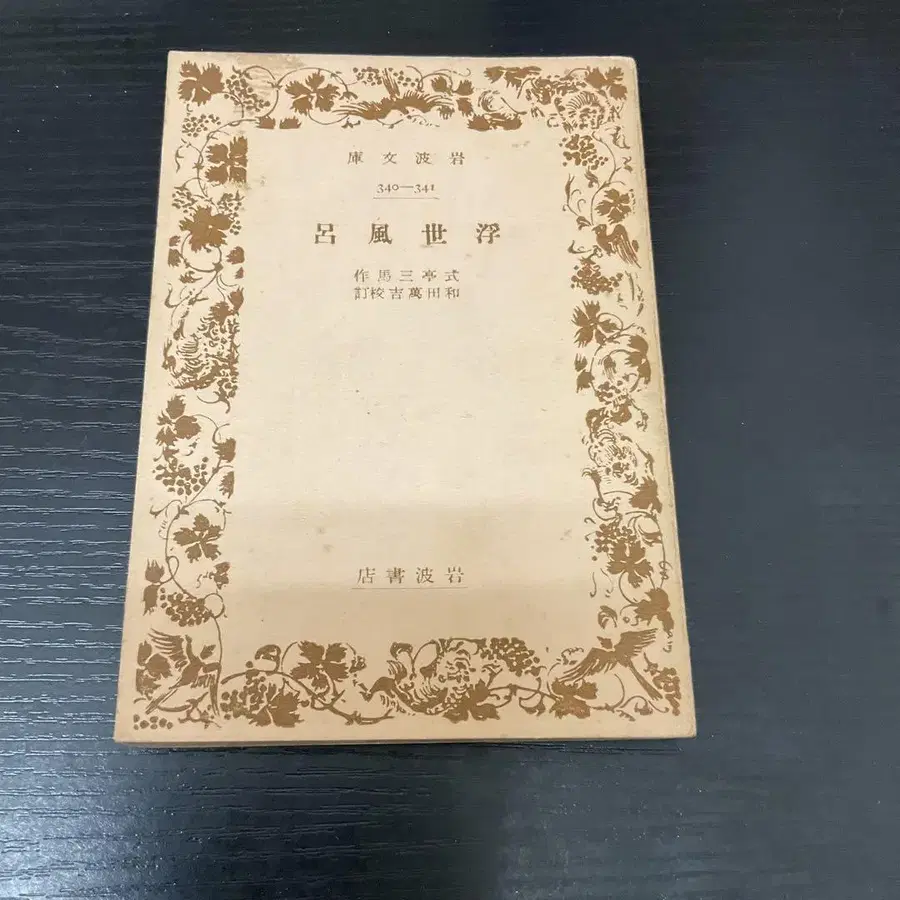 岩波文庫
340—341
浮世風呂
式亭三馬作
和田萬吉校訂
岩波書店